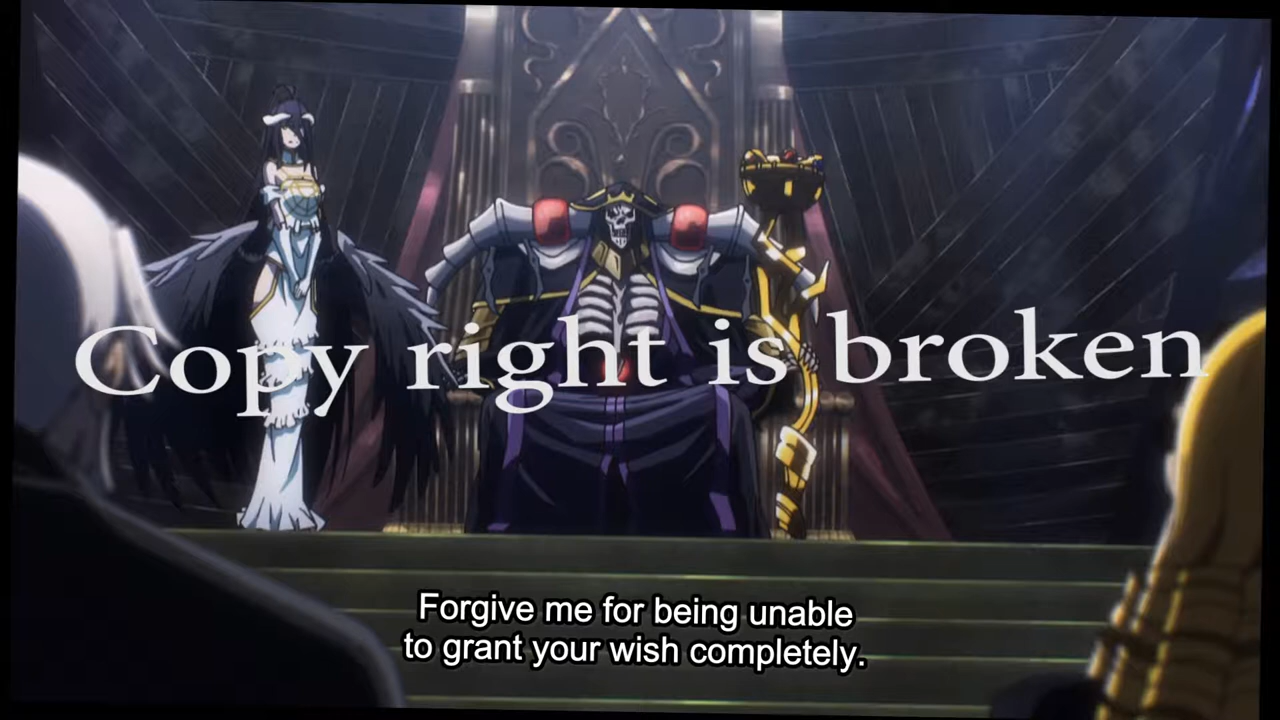 Copy right is broken
Forgive me for being unable
to grant your wish completely.